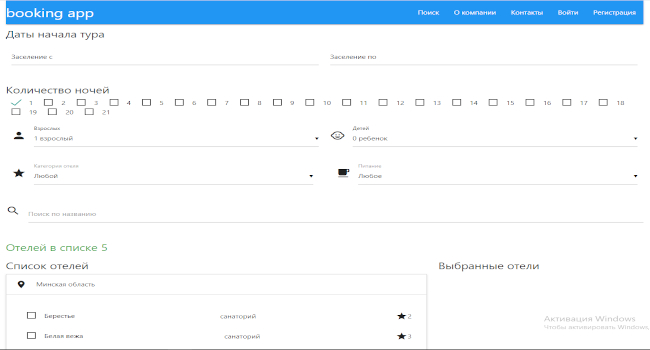 booking app Поиск О компании Контакты Войти Регистрация
Даты начала тура
Заселение с Заселение по
Количество ночей
1 2 3 4 5 6 7 8 9 10 11 12 13 14 15 16 17 18
19 20 21
Взрослых Детей
1 взрослый 0 ребенок
Категория отеля Питание
Любой Любое
Поиск по названию
Отелей в списке 5
Список отелей Выбранные отели
Минская область
Берестье санаторий 2
Белая вежа санаторий 3
Активация Windows
Чтобы активировать Windows,